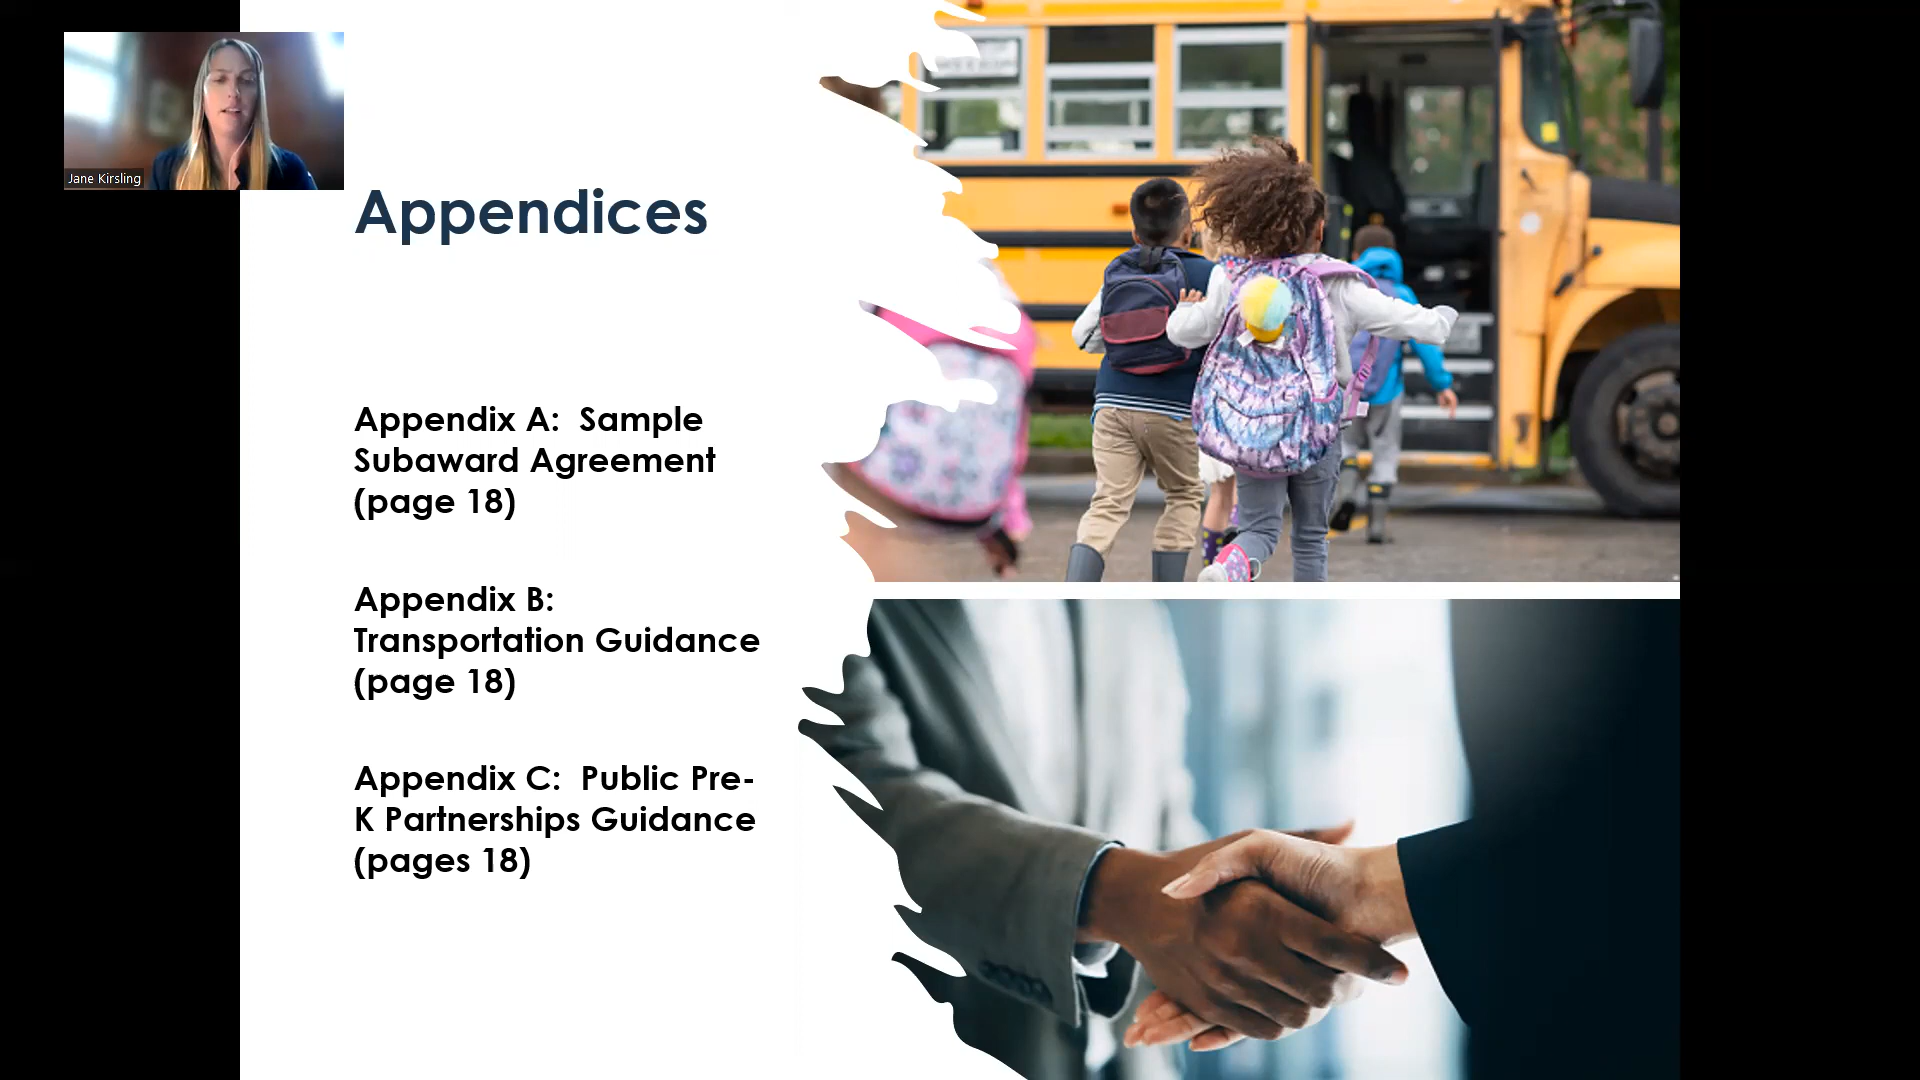 Jane Kirsling
Appendices
Appendix A:  Sample
Subaward Agreement
(page 18)
Appendix B:
Transportation Guidance
(page 18)
Appendix C:  Public Pre-
K Partnerships Guidance
(pages 18)